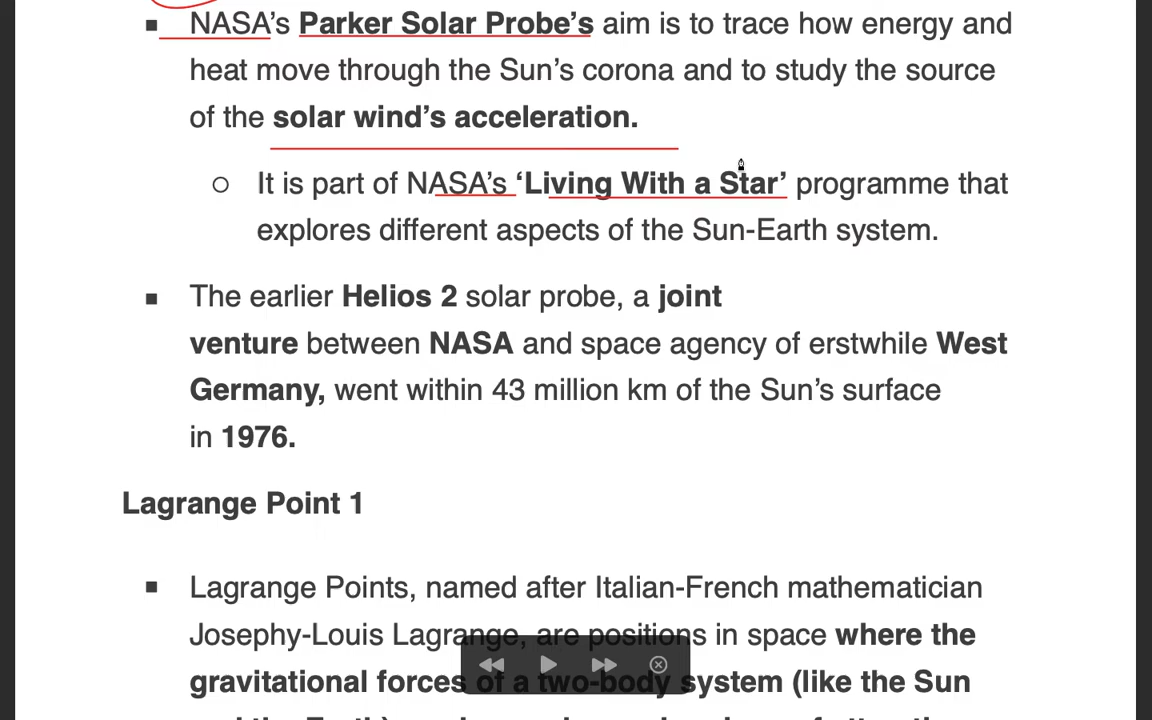 ▪ NASA’s Parker Solar Probe’s aim is to trace how energy and
heat move through the Sun’s corona and to study the source
of the solar wind’s acceleration.
○ It is part of NASA’s ‘Living With a Star’ programme that
explores different aspects of the Sun-Earth system.
▪ The earlier Helios 2 solar probe, a joint
venture between NASA and space agency of erstwhile West
Germany, went within 43 million km of the Sun’s surface
in 1976.
Lagrange Point 1
▪ Lagrange Points, named after Italian-French mathematician
Josephy-Louis Lagrange, are positions in space where the
gravitational forces of a two-body system (like the Sun